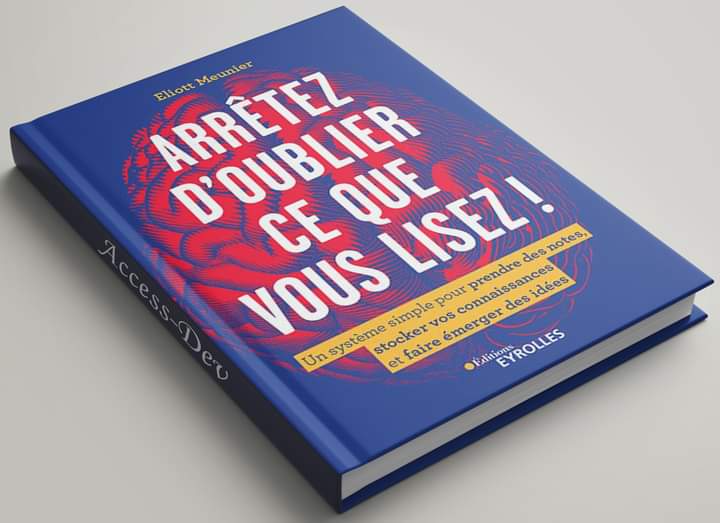 Eliott Meunier
ARRÊTEZ
D'OUBLIER
CE QUE
VOUS LISEZ !
Un système simple pour prendre des notes,
stocker vos connaissances
et faire émerger des idées
Éditions
EYROLLES
Access-Dev